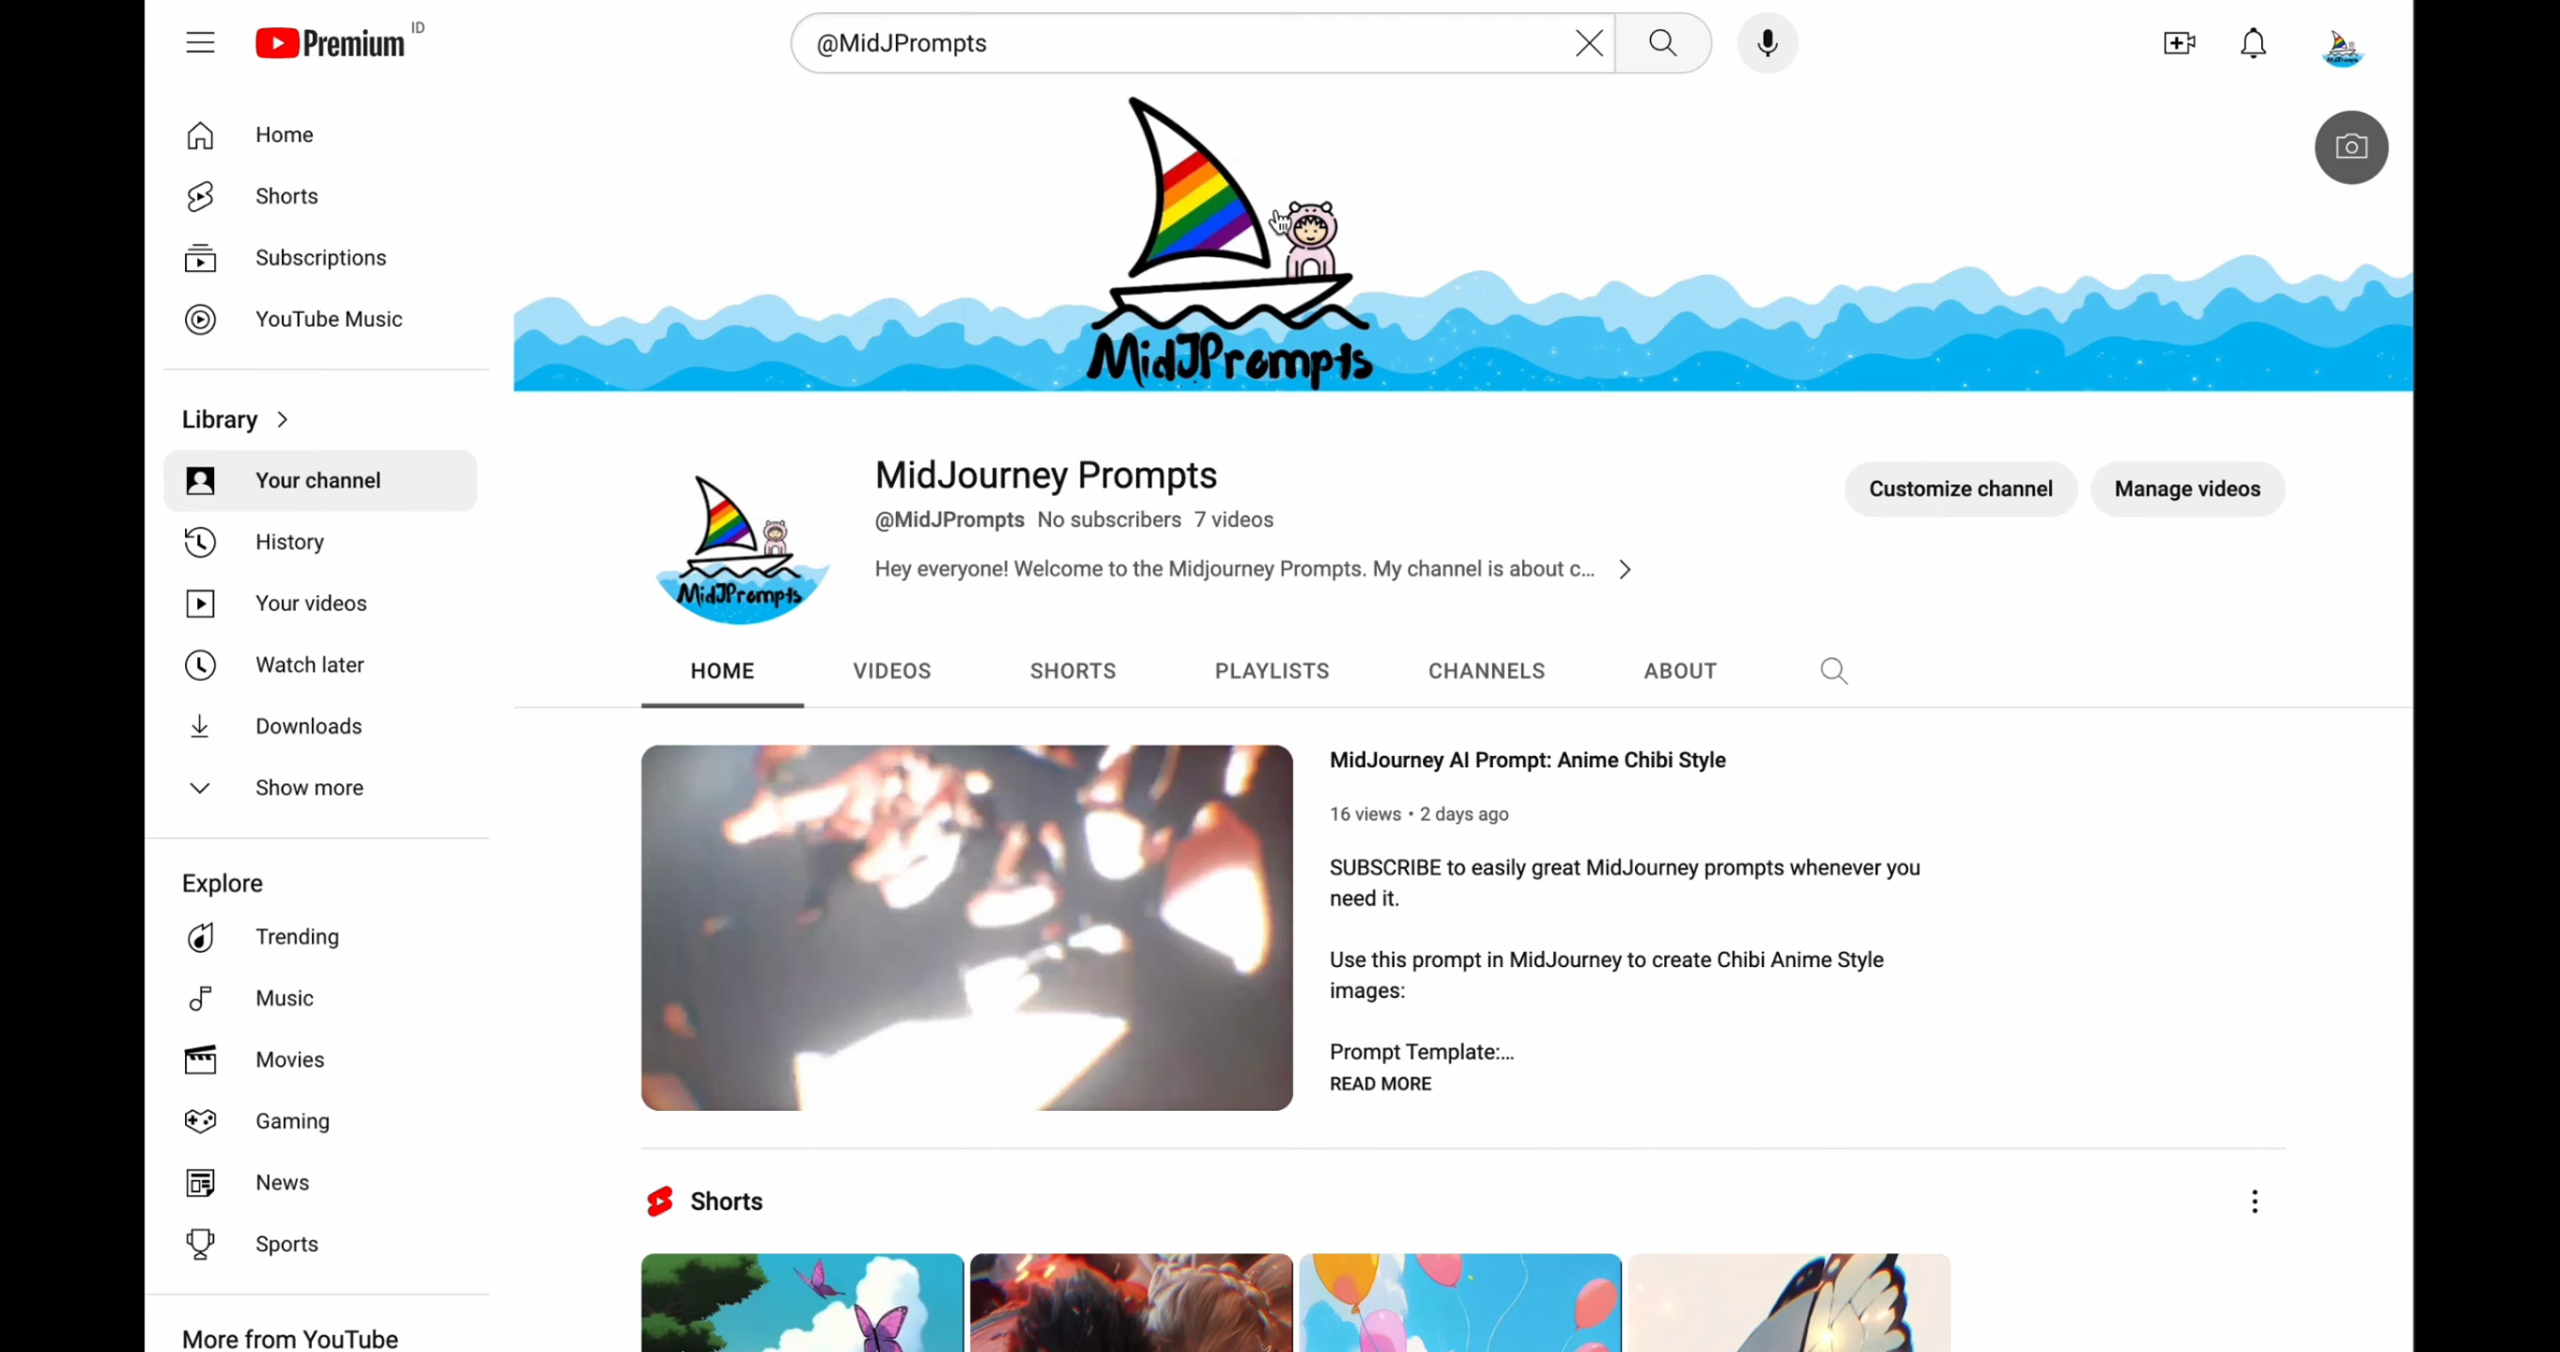 Premium ID
@MidJPrompts
Home
Shorts
Subscriptions
YouTube Music
Library
Your channel
History
Your videos
Watch later
Downloads
Show more
Explore
Trending
Music
Movies
Gaming
News
Sports
More from YouTube
MidJPrompts
MidJPrompts
MidJourney Prompts
@MidJPrompts No subscribers 7 videos
Hey everyone! Welcome to the Midjourney Prompts. My channel is about c...
Customize channel
Manage videos
HOME VIDEOS SHORTS PLAYLISTS CHANNELS ABOUT
MidJourney AI Prompt: Anime Chibi Style
16 views • 2 days ago
SUBSCRIBE to easily great MidJourney prompts whenever you
need it.
Use this prompt in MidJourney to create Chibi Anime Style
images:
Prompt Template:...
READ MORE
Shorts